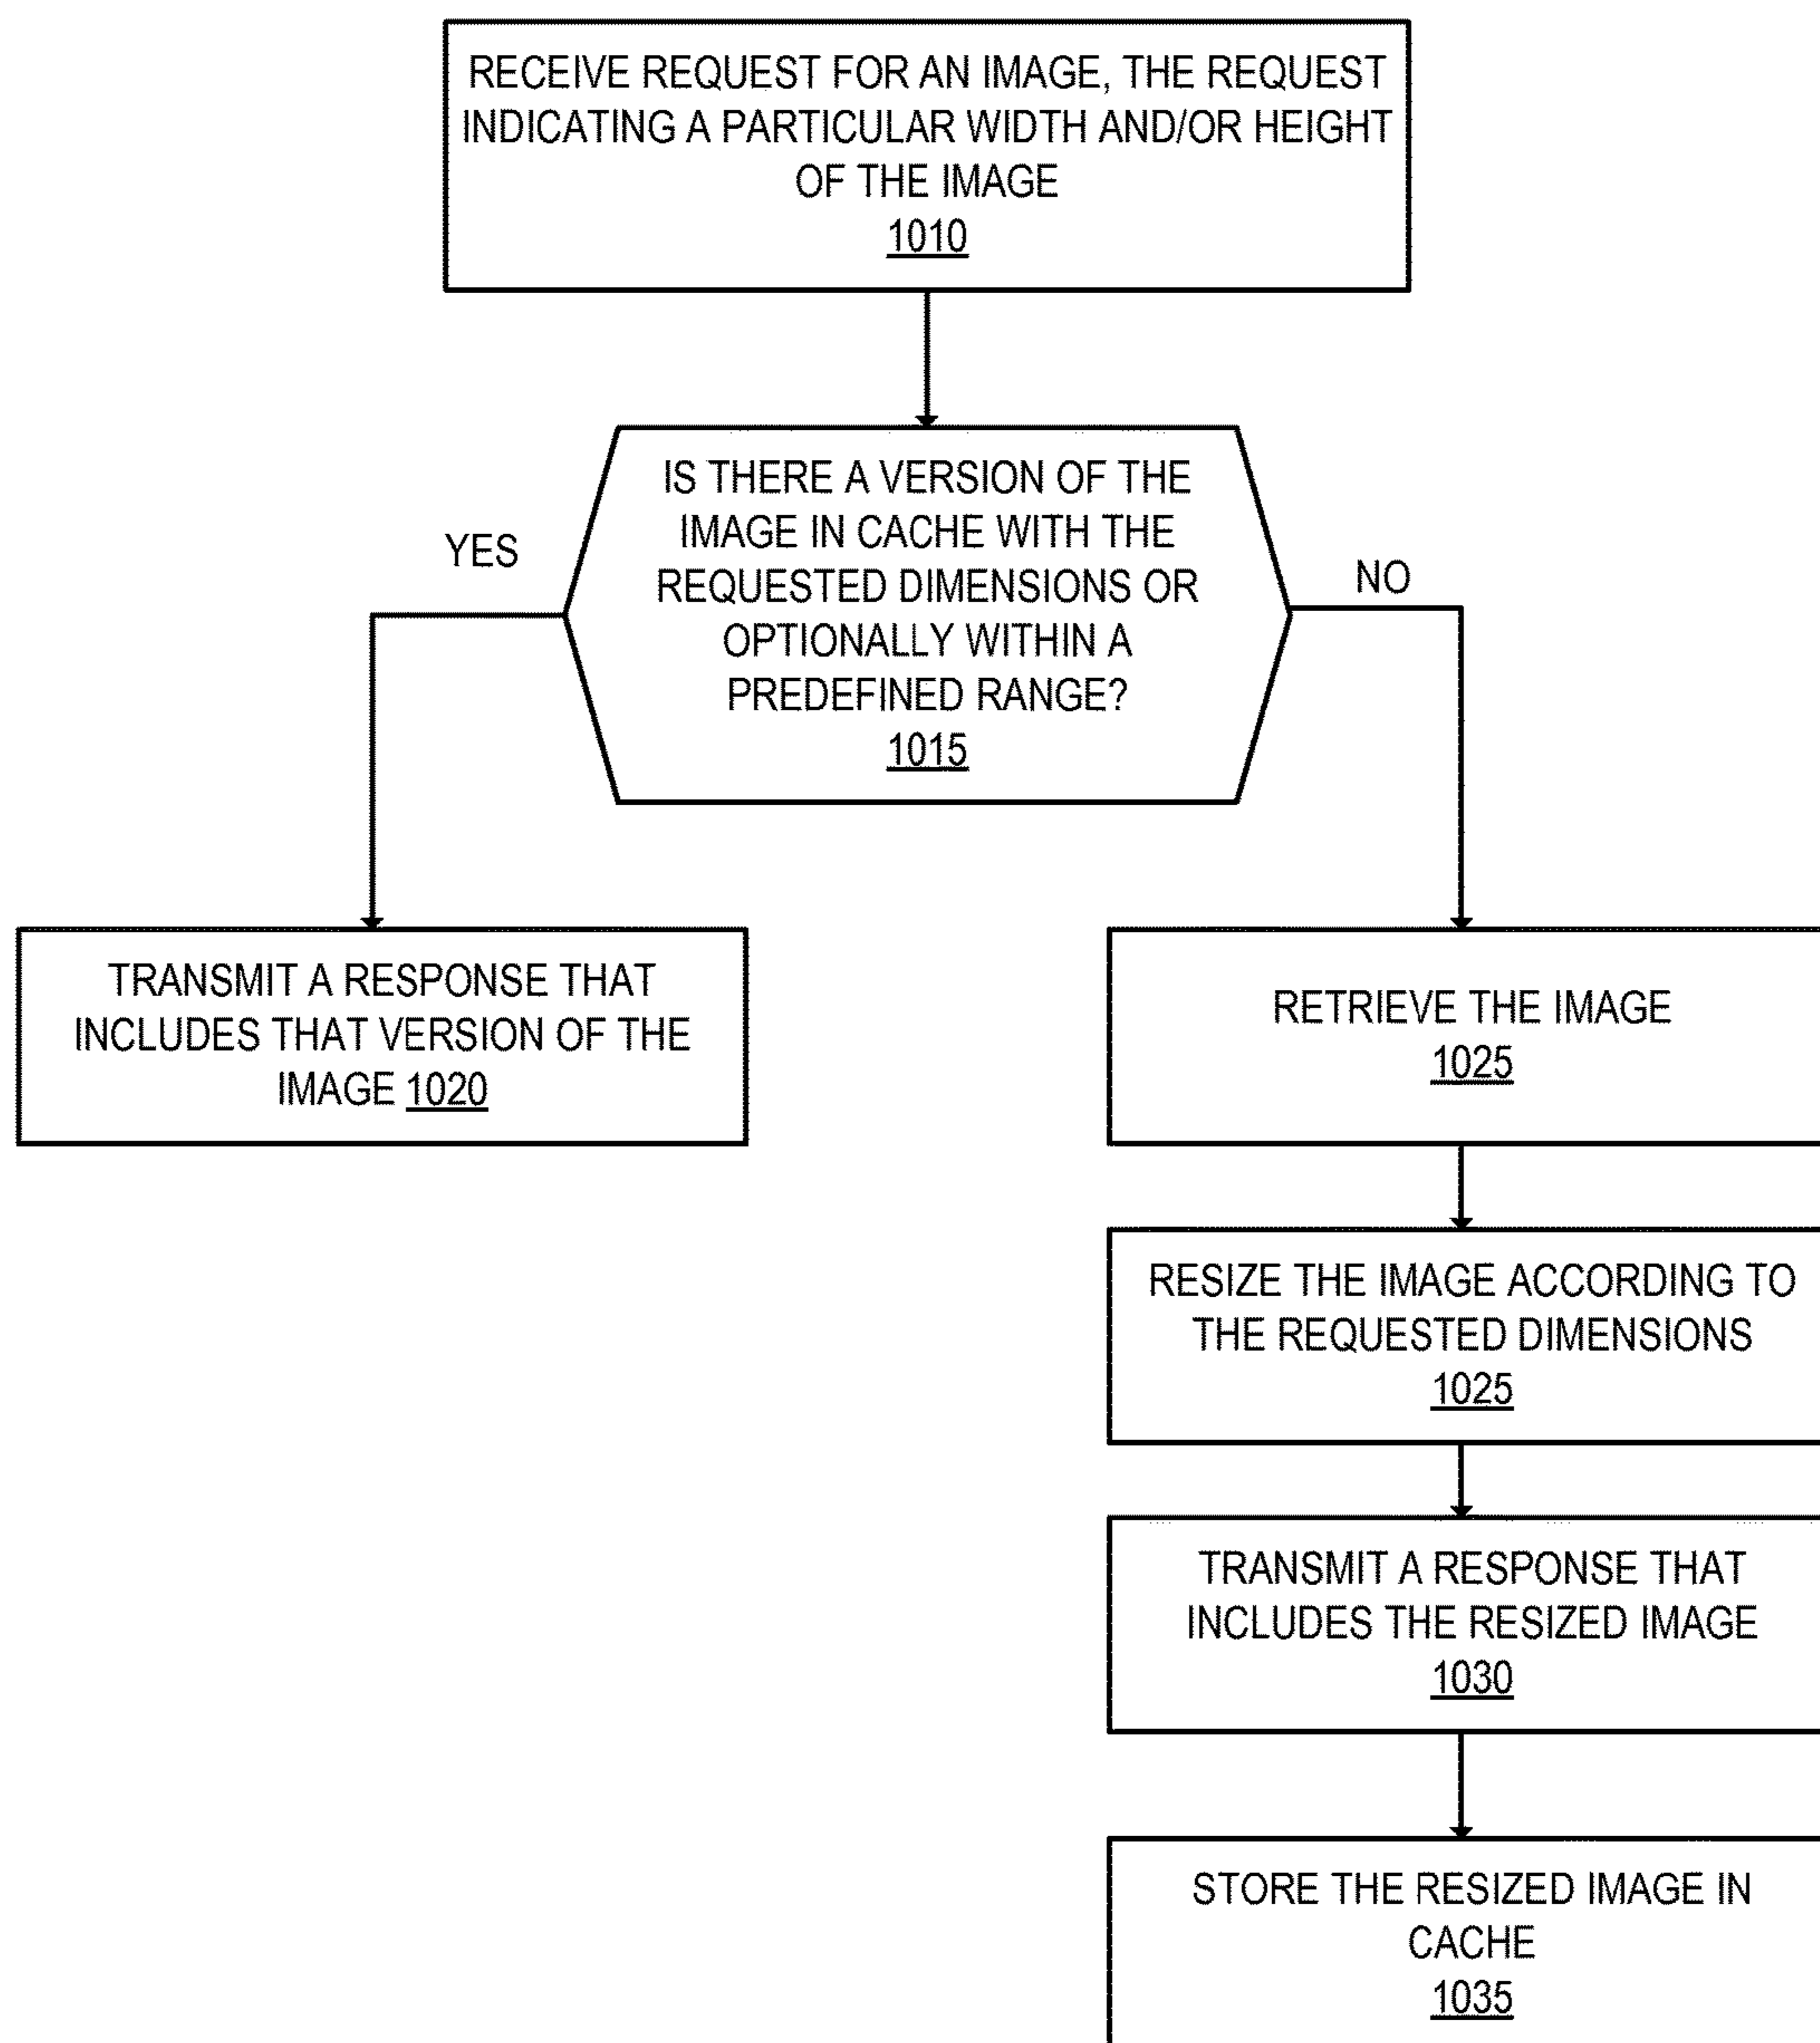 RECEIVE REQUEST FOR AN IMAGE, THE REQUEST
INDICATING A PARTICULAR WIDTH AND/OR HEIGHT
OF THE IMAGE
1010
IS THERE A VERSION OF THE
IMAGE IN CACHE WITH THE
REQUESTED DIMENSIONS OR
OPTIONALLY WITHIN A
PREDEFINED RANGE?
1015
YES
NO
TRANSMIT A RESPONSE THAT
INCLUDES THAT VERSION OF THE
IMAGE 1020
RETRIEVE THE IMAGE
1025
RESIZE THE IMAGE ACCORDING TO
THE REQUESTED DIMENSIONS
1025
TRANSMIT A RESPONSE THAT
INCLUDES THE RESIZED IMAGE
1030
STORE THE RESIZED IMAGE IN
CACHE
1035